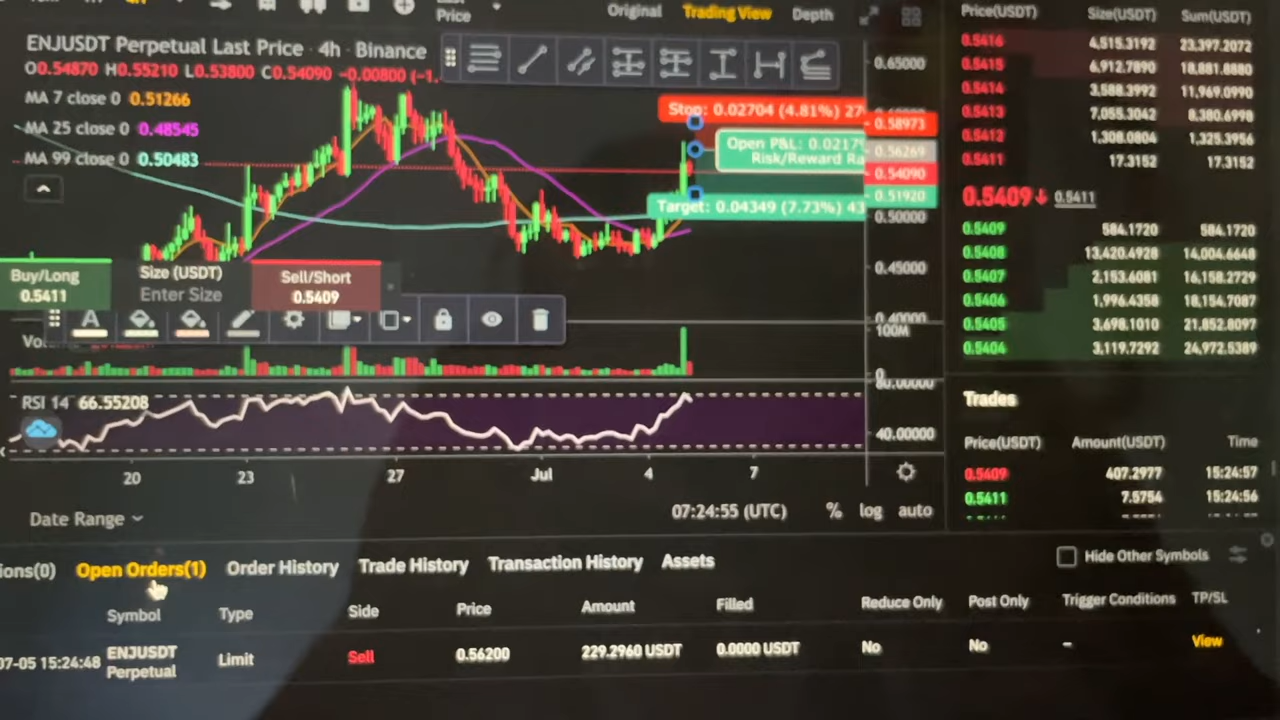 Price
Original
Trading View
Depth
ENJUSDT Perpetual Last Price · 4h · Binance
O0.54870 H0.55210 L0.53800 C0.54090 -0.00800 (-1.
MA 7 close 0 0.51266
MA 25 close 0 0.48545
MA 99 close 0 0.50483
Stop: 0.02704 (4.81%) 27
Open P&L: 0.0217
Risk/Reward Ra
Target: 0.04349 (7.73%) 43
0.65000
0.58973
0.56269
0.54090
0.51920
0.50000
0.45000
0.40000
100M
0
80.00000
40.00000
Buy/Long
0.5411
Size (USDT)
Enter Size
Sell/Short
0.5409
RSI 14 66.55208
20 23 27 Jul 4 7
Date Range
07:24:55 (UTC) % log auto
Price(USDT) Size(USDT) Sum(USDT)
0.5416 4,515.3192 23,397.2072
0.5415 6,912.7890 18,881.8880
0.5414 3,588.3992 11,969.0990
0.5413 7,055.3042 8,380.6998
0.5412 1,308.0804 1,325.3956
0.5411 17.3152 17.3152
0.5409↓ 0.5411
0.5409 584.1720 584.1720
0.5408 13,420.4928 14,004.6648
0.5407 2,153.6081 16,158.2729
0.5406 1,996.4358 18,154.7087
0.5405 3,698.1010 21,852.8097
0.5404 3,119.7292 24,972.5389
Trades
Price(USDT) Amount(USDT) Time
0.5409 407.2977 15:24:57
0.5411 7.5754 15:24:56
ions(0) Open Orders(1) Order History Trade History Transaction History Assets
Hide Other Symbols
Symbol Type Side Price Amount Filled Reduce Only Post Only Trigger Conditions TP/SL
07-05 15:24:48 ENJUSDT Perpetual Limit Sell 0.56200 229.2960 USDT 0.0000 USDT No No – View